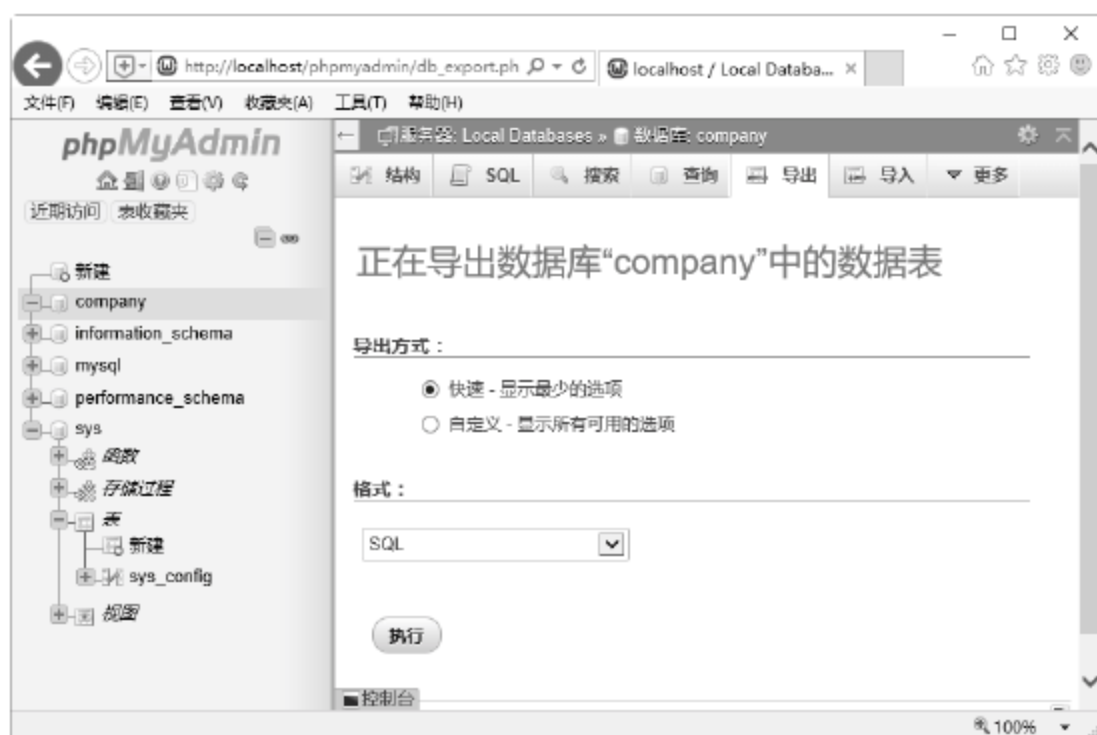 http://localhost/phpmyadmin/db_export.ph
localhost / Local Databa...
文件(F) 编辑(E) 查看(V) 收藏夹(A) 工具(T) 帮助(H)
phpMyAdmin
近期访问 表收藏夹
新建
company
information_schema
mysql
performance_schema
sys
函数
存储过程
表
新建
sys_config
视图
服务器: Local Databases » 数据库: company
结构 SQL 搜索 查询 导出 导入 更多
正在导出数据库“company”中的数据表
导出方式：
快速 - 显示最少的选项
自定义 - 显示所有可用的选项
格式：
SQL
执行
控制台
100%